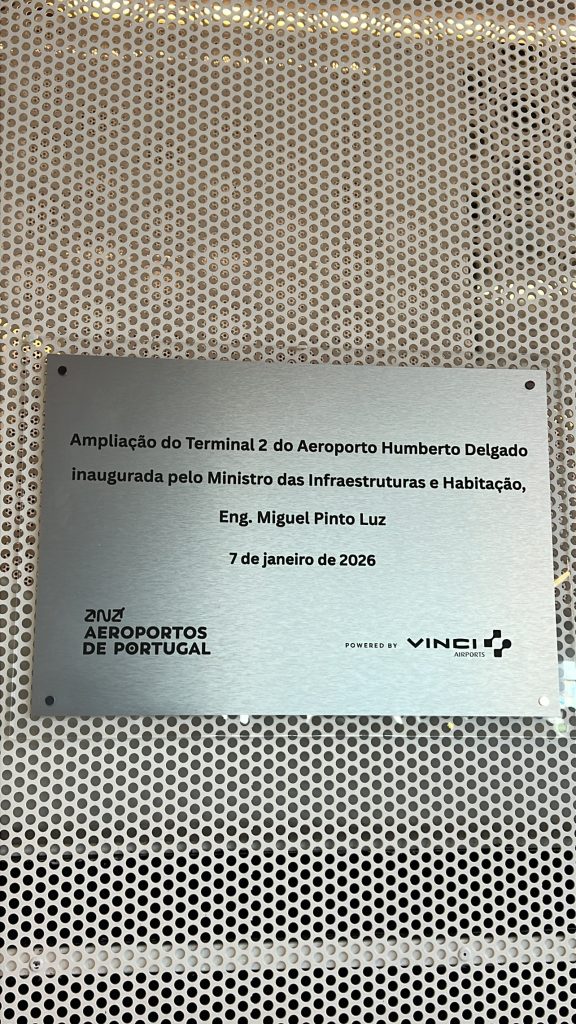 Ampliação do Terminal 2 do Aeroporto Humberto Delgado
inaugurada pelo Ministro das Infraestruturas e Habitação,
Eng. Miguel Pinto Luz
7 de janeiro de 2026
ana
AEROPORTOS
DE PORTUGAL
POWERED BY VINCI
AIRPORTS